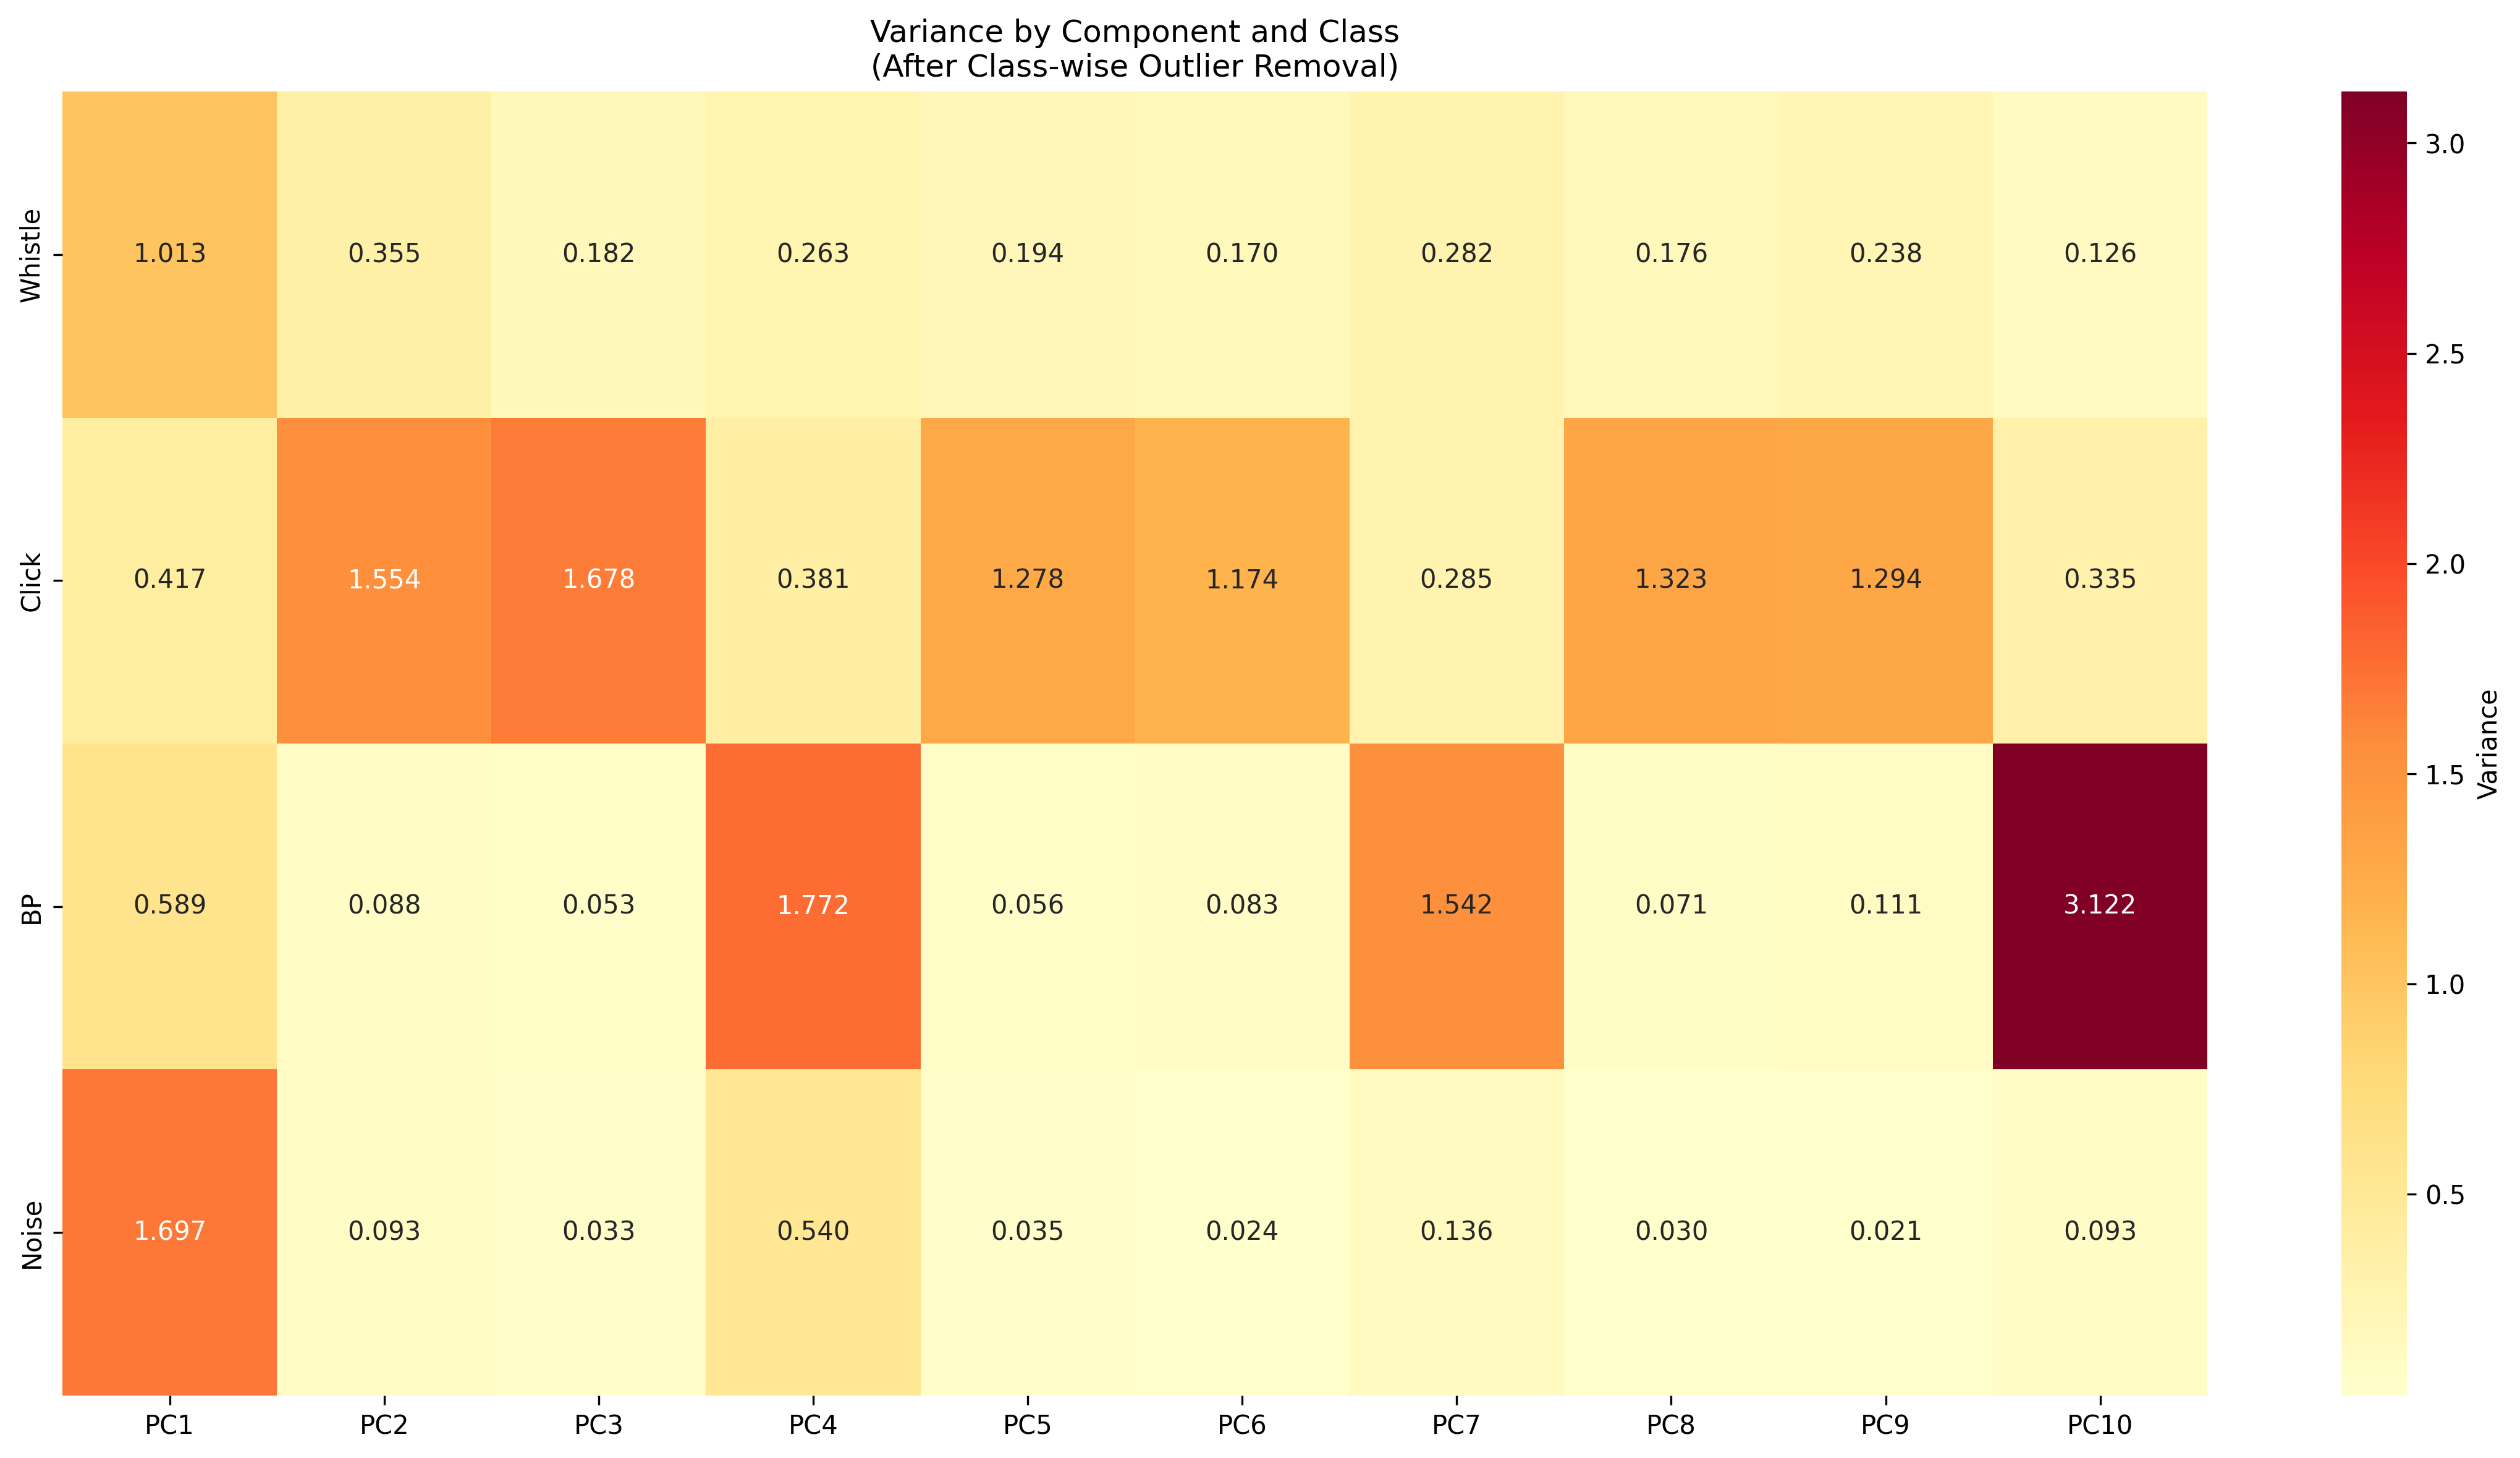 Variance by Component and Class
(After Class-wise Outlier Removal)
Whistle
1.013 0.355 0.182 0.263 0.194 0.170 0.282 0.176 0.238 0.126
Click
0.417 1.554 1.678 0.381 1.278 1.174 0.285 1.323 1.294 0.335
BP
0.589 0.088 0.053 1.772 0.056 0.083 1.542 0.071 0.111 3.122
Noise
1.697 0.093 0.033 0.540 0.035 0.024 0.136 0.030 0.021 0.093
PC1 PC2 PC3 PC4 PC5 PC6 PC7 PC8 PC9 PC10
3.0
2.5
2.0
1.5
1.0
0.5
Variance